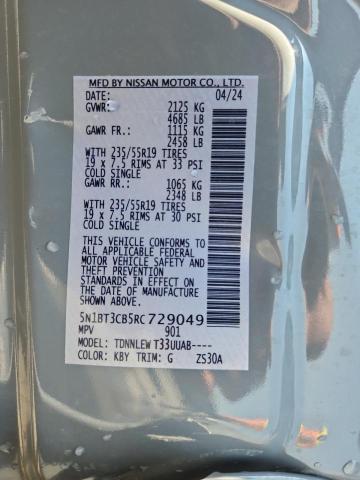 MFD BY NISSAN MOTOR CO., LTD.
DATE: 04/24
GVWR: 2125 KG
4685 LB
GAWR FR.: 1115 KG
2458 LB
WITH 235/55R19 TIRES
19 x 7.5 RIMS AT 33 PSI
COLD SINGLE
GAWR RR.: 1065 KG
2348 LB
WITH 235/55R19 TIRES
19 x 7.5 RIMS AT 30 PSI
COLD SINGLE
THIS VEHICLE CONFORMS TO
ALL APPLICABLE FEDERAL
MOTOR VEHICLE SAFETY AND
THEFT PREVENTION
STANDARDS IN EFFECT ON
THE DATE OF MANUFACTURE
SHOWN ABOVE.
5N1BT3CB5RC729049
MPV 901
MODEL: TDNNLEW T33UUAB----
COLOR: KBY TRIM: G ZS30A